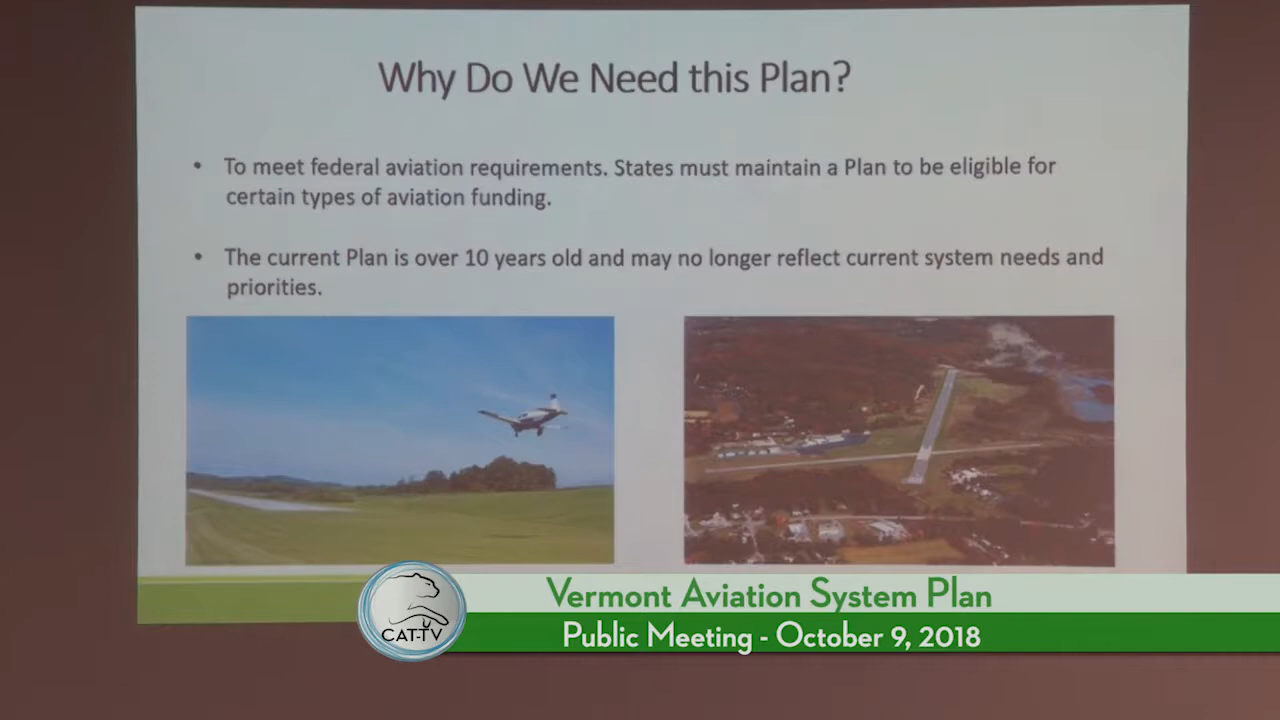 Why Do We Need this Plan?
• To meet federal aviation requirements. States must maintain a Plan to be eligible for
certain types of aviation funding.
• The current Plan is over 10 years old and may no longer reflect current system needs and
priorities.
CAT-TV
Vermont Aviation System Plan
Public Meeting - October 9, 2018